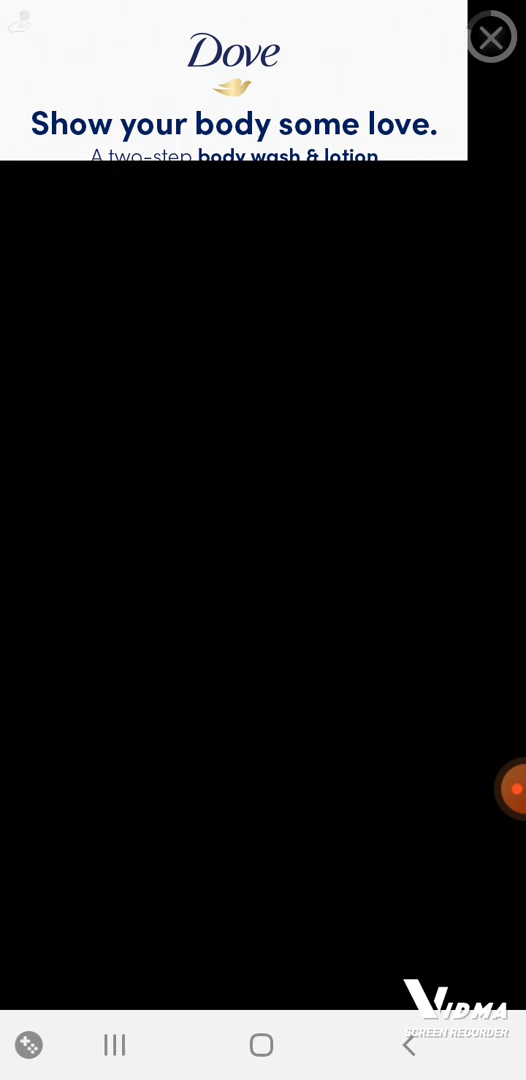 Dove
Show your body some love.
A two-step body wash & lotion
VIDMA
SCREEN RECORDER